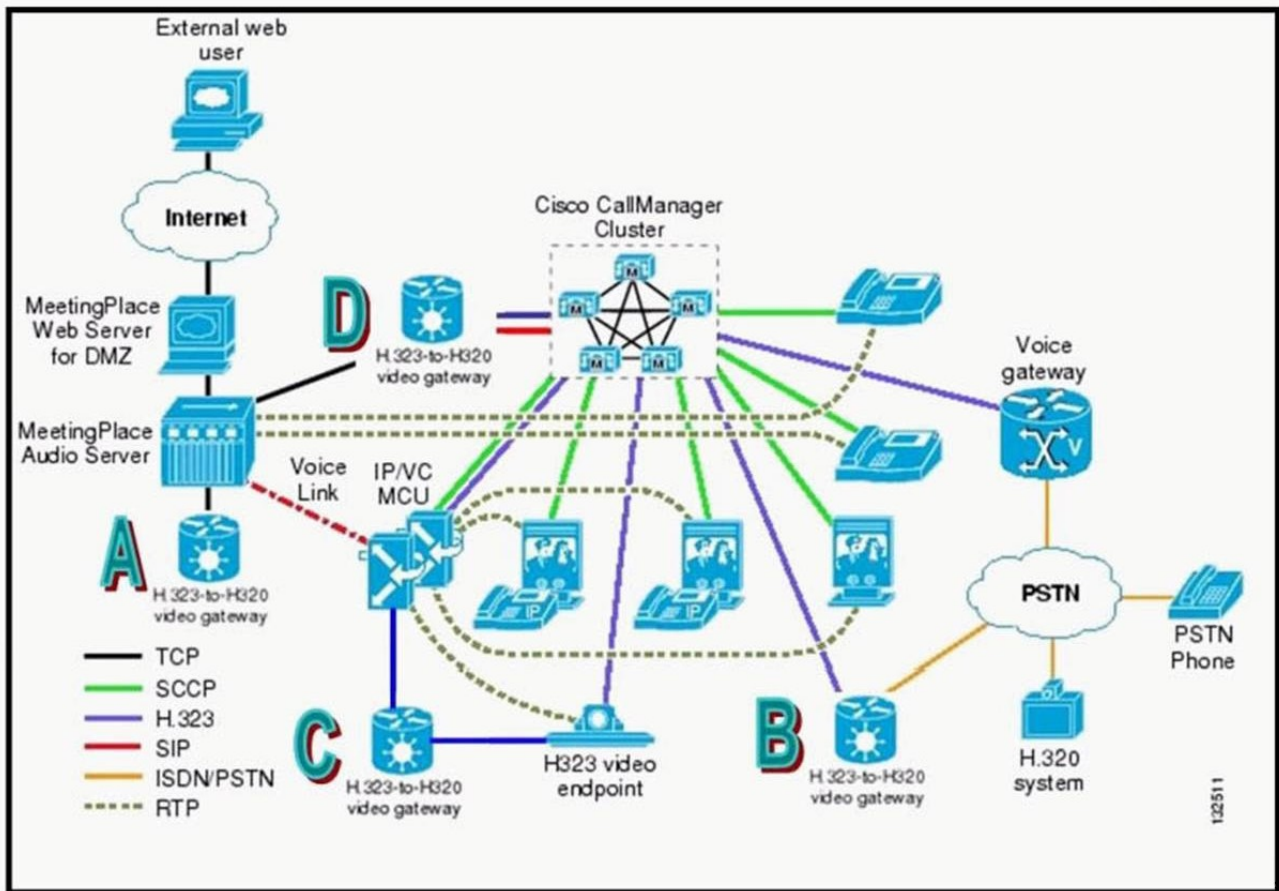 External web
user
Internet
Cisco CallManager
Cluster
MeetingPlace
Web Server
for DMZ
D
H.323-to-H320
video gateway
M
M
M
M
M
Voice
gateway
V
MeetingPlace
Audio Server
Voice
Link
IP/VC
MCU
A
H.323-to-H320
video gateway
IP
IP
PSTN
PSTN
Phone
TCP
SCCP
H.323
SIP
ISDN/PSTN
RTP
C
H.323-to-H320
video gateway
H323 video
endpoint
B
H.323-to-H320
video gateway
H.320
system
132511